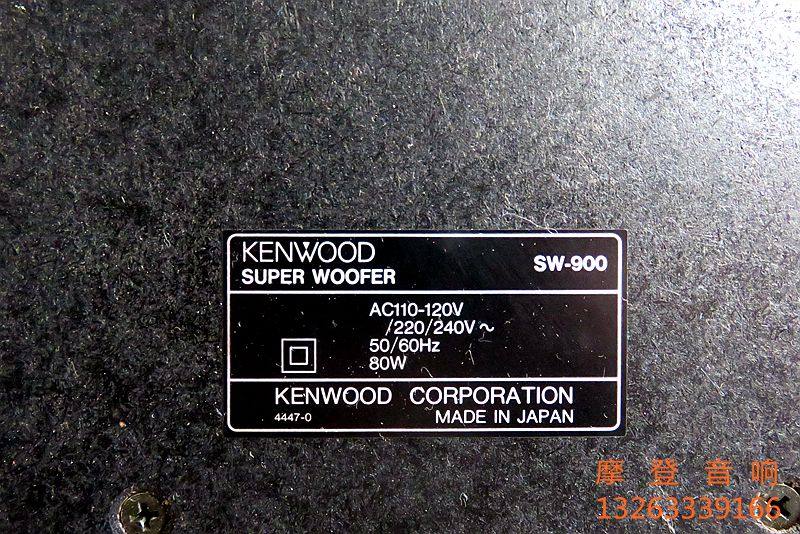 KENWOOD
SUPER WOOFER
SW-900
AC110-120V
/220/240V～
50/60Hz
80W
KENWOOD CORPORATION
4447-0
MADE IN JAPAN
摩登音响
13263339166